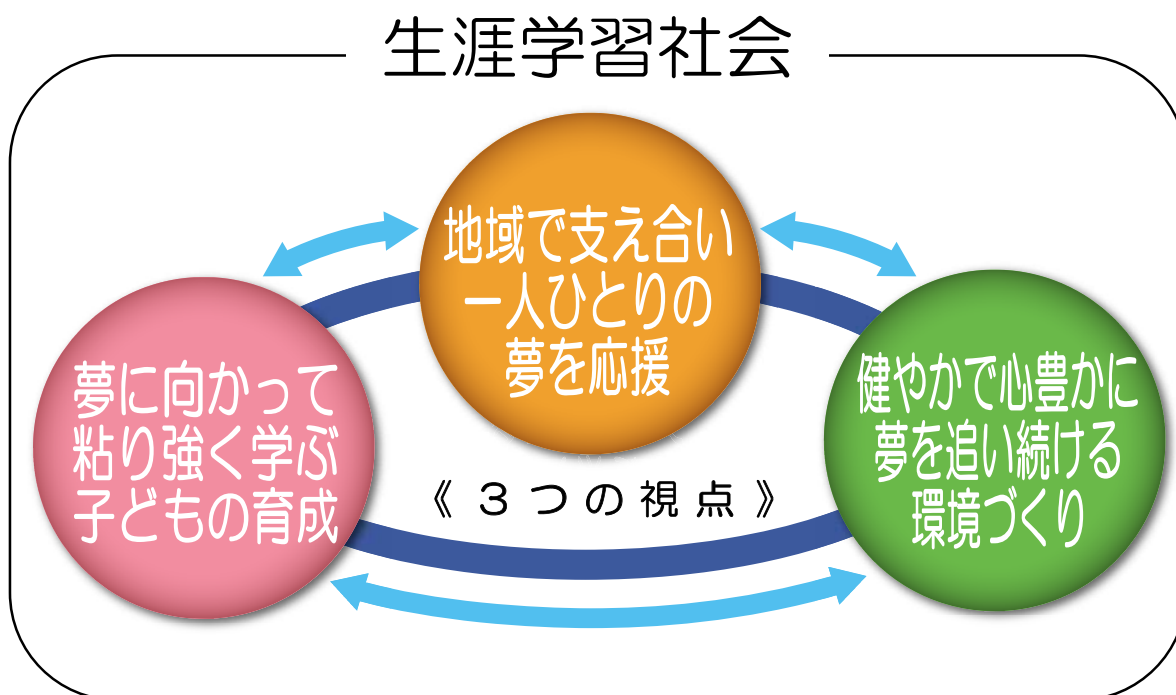 生涯学習社会
地域で支え合い
一人ひとりの
夢を応援
夢に向かって
粘り強く学ぶ
子どもの育成
健やかで心豊かに
夢を追い続ける
環境づくり
《３つの視点》